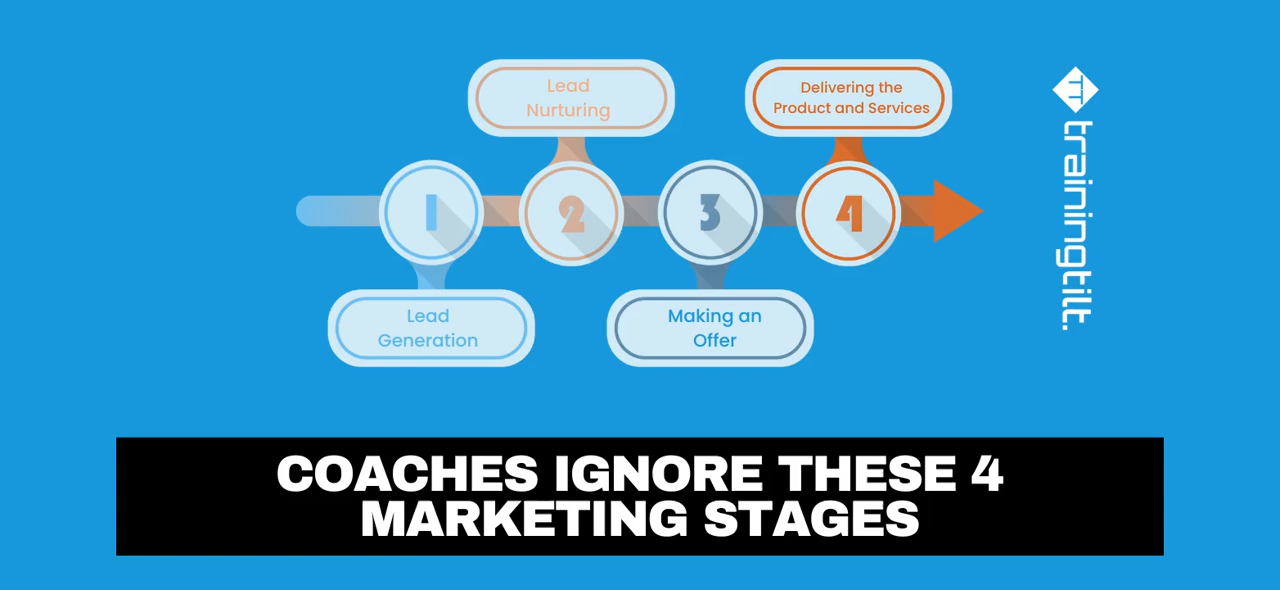 Lead
Nurturing
Delivering the
Product and Services
1
2
3
4
Lead
Generation
Making an
Offer
TT
trainingtilt.
COACHES IGNORE THESE 4
MARKETING STAGES